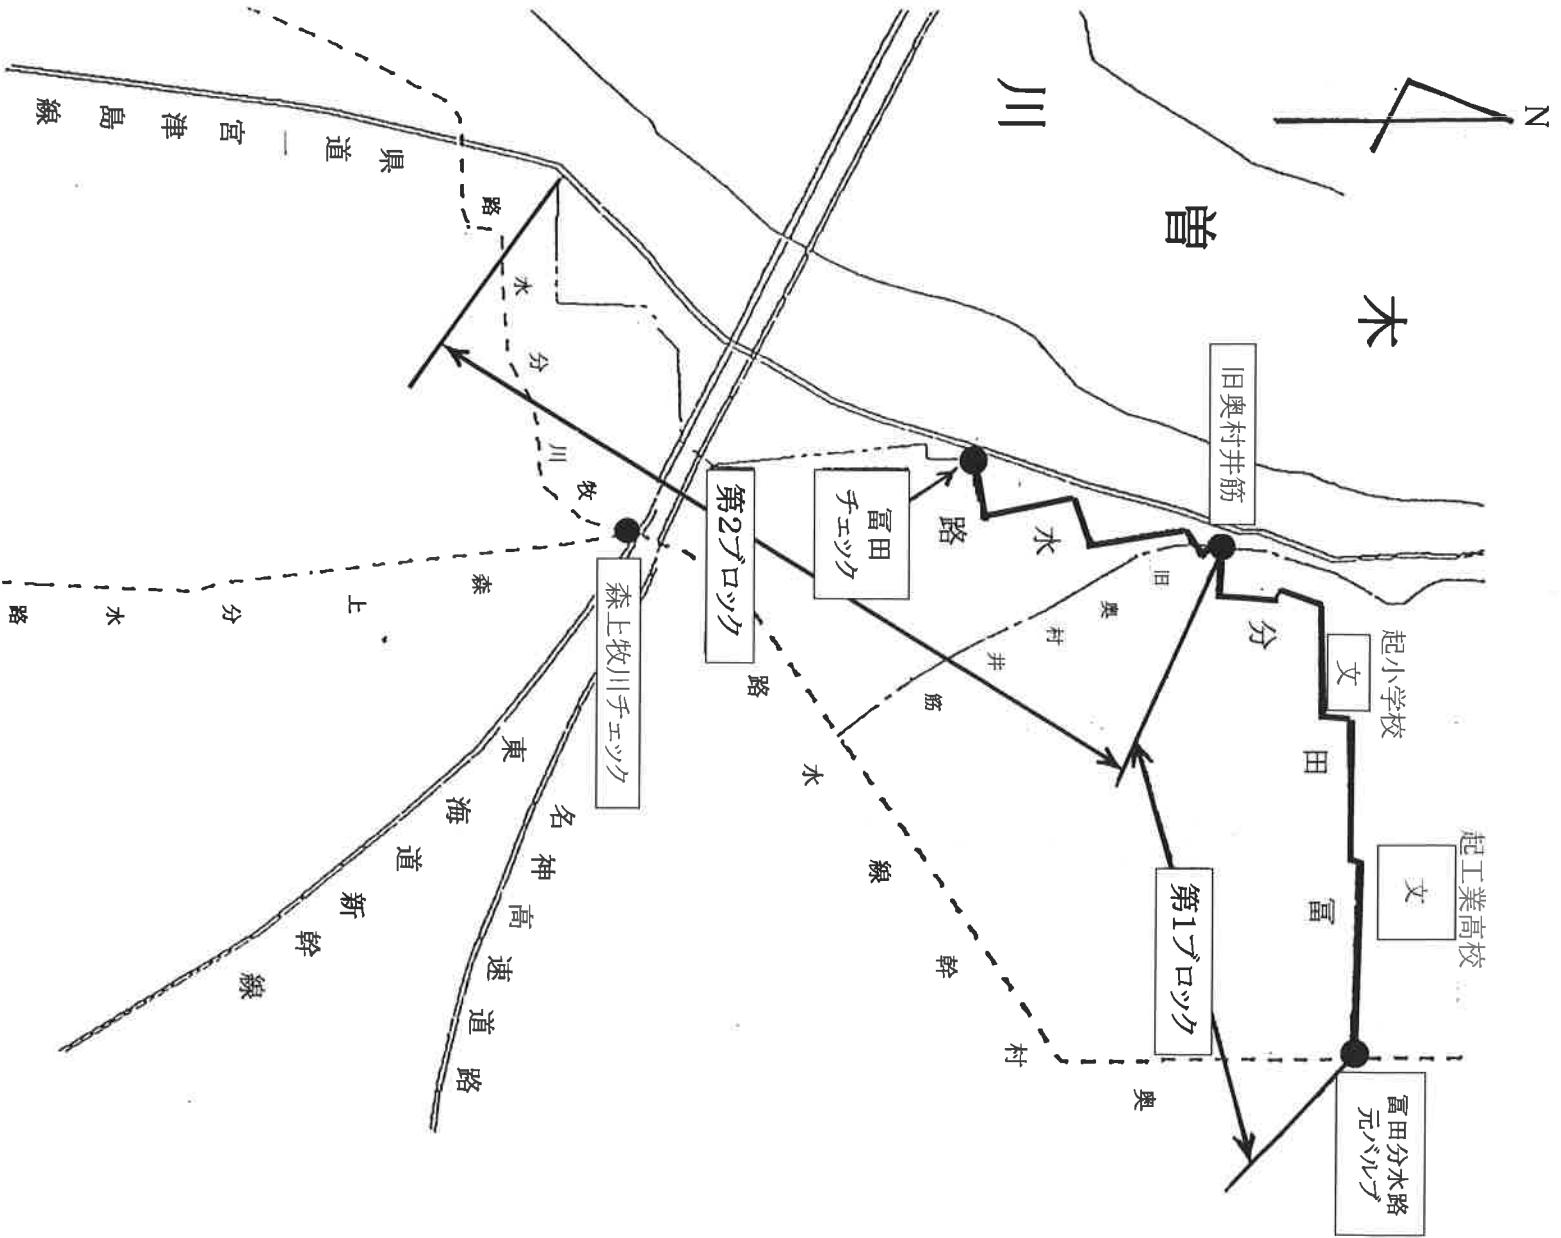 N
木
曽
川
旧奥村井筋
起小学校
文
起工業高校
文
冨田分水路
元バルブ
冨田分水路
冨田
チェック
第1ブロック
第2ブロック
旧奥村井筋
奥村幹線水路
森上牧川チェック
牧川分水路
森上分水路
県道一宮津島線
東海道新幹線
名神高速道路